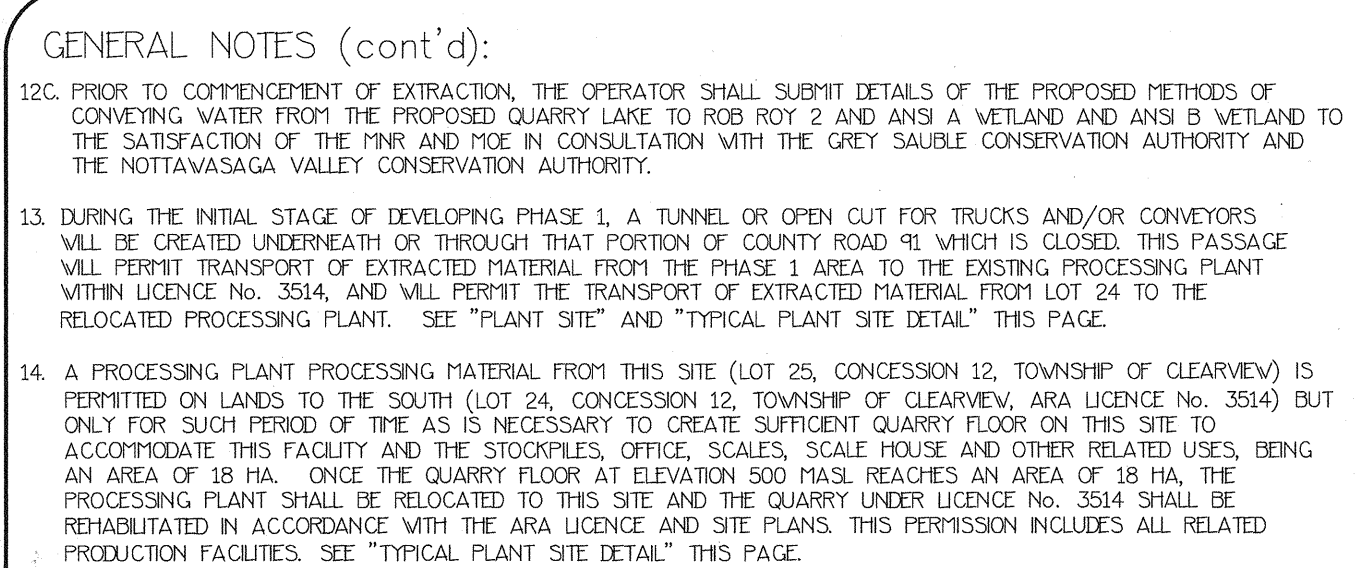 GENERAL NOTES (cont'd):
12C. PRIOR TO COMMENCEMENT OF EXTRACTION, THE OPERATOR SHALL SUBMIT DETAILS OF THE PROPOSED METHODS OF
CONVEYING WATER FROM THE PROPOSED QUARRY LAKE TO ROB ROY 2 AND ANSI A WETLAND AND ANSI B WETLAND TO
THE SATISFACTION OF THE MNR AND MOE IN CONSULTATION WITH THE GREY SAUBLE CONSERVATION AUTHORITY AND
THE NOTTAWASAGA VALLEY CONSERVATION AUTHORITY.
13. DURING THE INITIAL STAGE OF DEVELOPING PHASE 1, A TUNNEL OR OPEN CUT FOR TRUCKS AND/OR CONVEYORS
WILL BE CREATED UNDERNEATH OR THROUGH THAT PORTION OF COUNTY ROAD 91 WHICH IS CLOSED. THIS PASSAGE
WILL PERMIT TRANSPORT OF EXTRACTED MATERIAL FROM THE PHASE 1 AREA TO THE EXISTING PROCESSING PLANT
WITHIN LICENCE No. 3514, AND WILL PERMIT THE TRANSPORT OF EXTRACTED MATERIAL FROM LOT 24 TO THE
RELOCATED PROCESSING PLANT. SEE "PLANT SITE" AND "TYPICAL PLANT SITE DETAIL" THIS PAGE.
14. A PROCESSING PLANT PROCESSING MATERIAL FROM THIS SITE (LOT 25, CONCESSION 12, TOWNSHIP OF CLEARVIEW) IS
PERMITTED ON LANDS TO THE SOUTH (LOT 24, CONCESSION 12, TOWNSHIP OF CLEARVIEW, ARA LICENCE No. 3514) BUT
ONLY FOR SUCH PERIOD OF TIME AS IS NECESSARY TO CREATE SUFFICIENT QUARRY FLOOR ON THIS SITE TO
ACCOMMODATE THIS FACILITY AND THE STOCKPILES, OFFICE, SCALES, SCALE HOUSE AND OTHER RELATED USES, BEING
AN AREA OF 18 HA. ONCE THE QUARRY FLOOR AT ELEVATION 500 MASL REACHES AN AREA OF 18 HA, THE
PROCESSING PLANT SHALL BE RELOCATED TO THIS SITE AND THE QUARRY UNDER LICENCE No. 3514 SHALL BE
REHABILITATED IN ACCORDANCE WITH THE ARA LICENCE AND SITE PLANS. THIS PERMISSION INCLUDES ALL RELATED
PRODUCTION FACILITIES. SEE "TYPICAL PLANT SITE DETAIL" THIS PAGE.